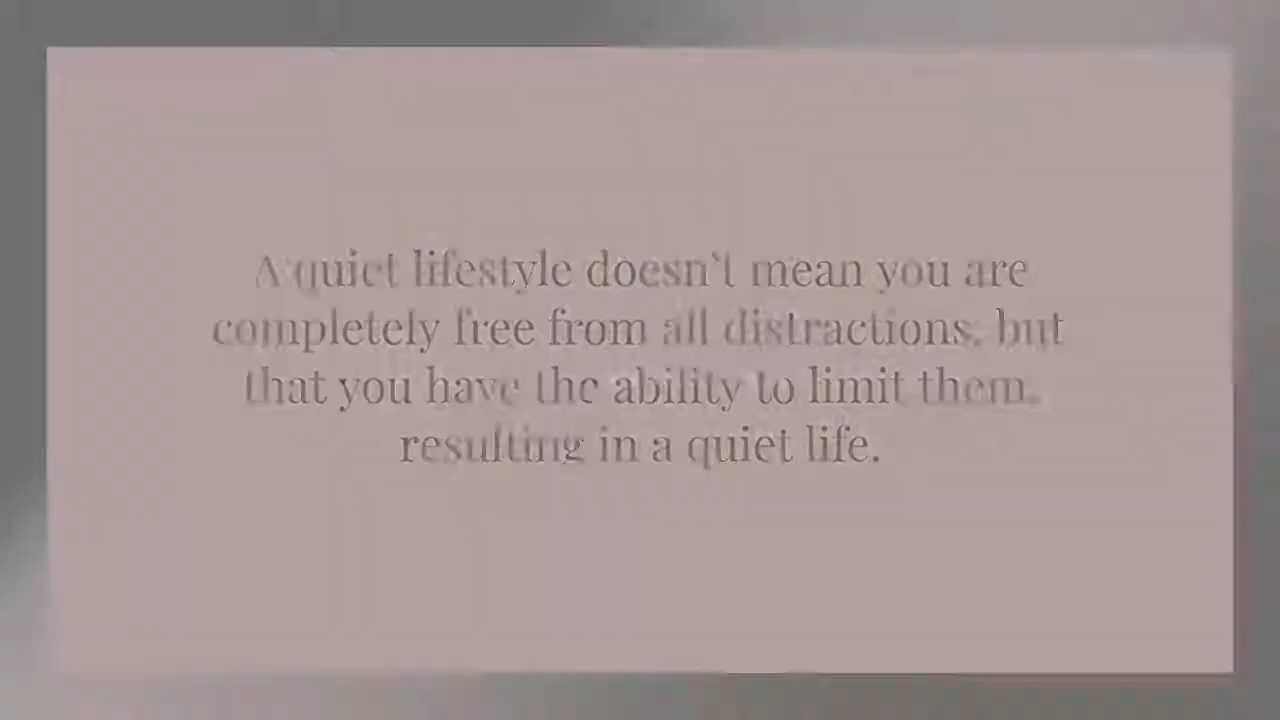 A quiet lifestyle doesn't mean you are
completely free from all distractions, but
that you have the ability to limit them,
resulting in a quiet life.